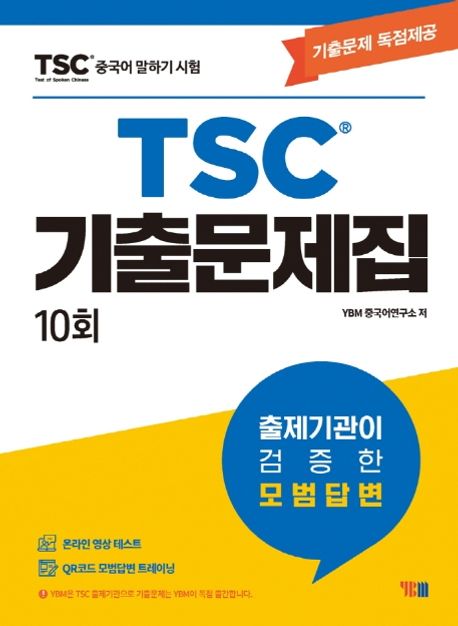 TSC® 중국어 말하기 시험
Test of Spoken Chinese
기출문제 독점제공
TSC®
기출문제집
10회
YBM 중국어연구소 저
출제기관이
검증한
모범답변
온라인 영상 테스트
QR코드 모범답변 트레이닝
! YBM은 TSC 출제기관으로 기출문제는 YBM이 독점 출간합니다.
YBM